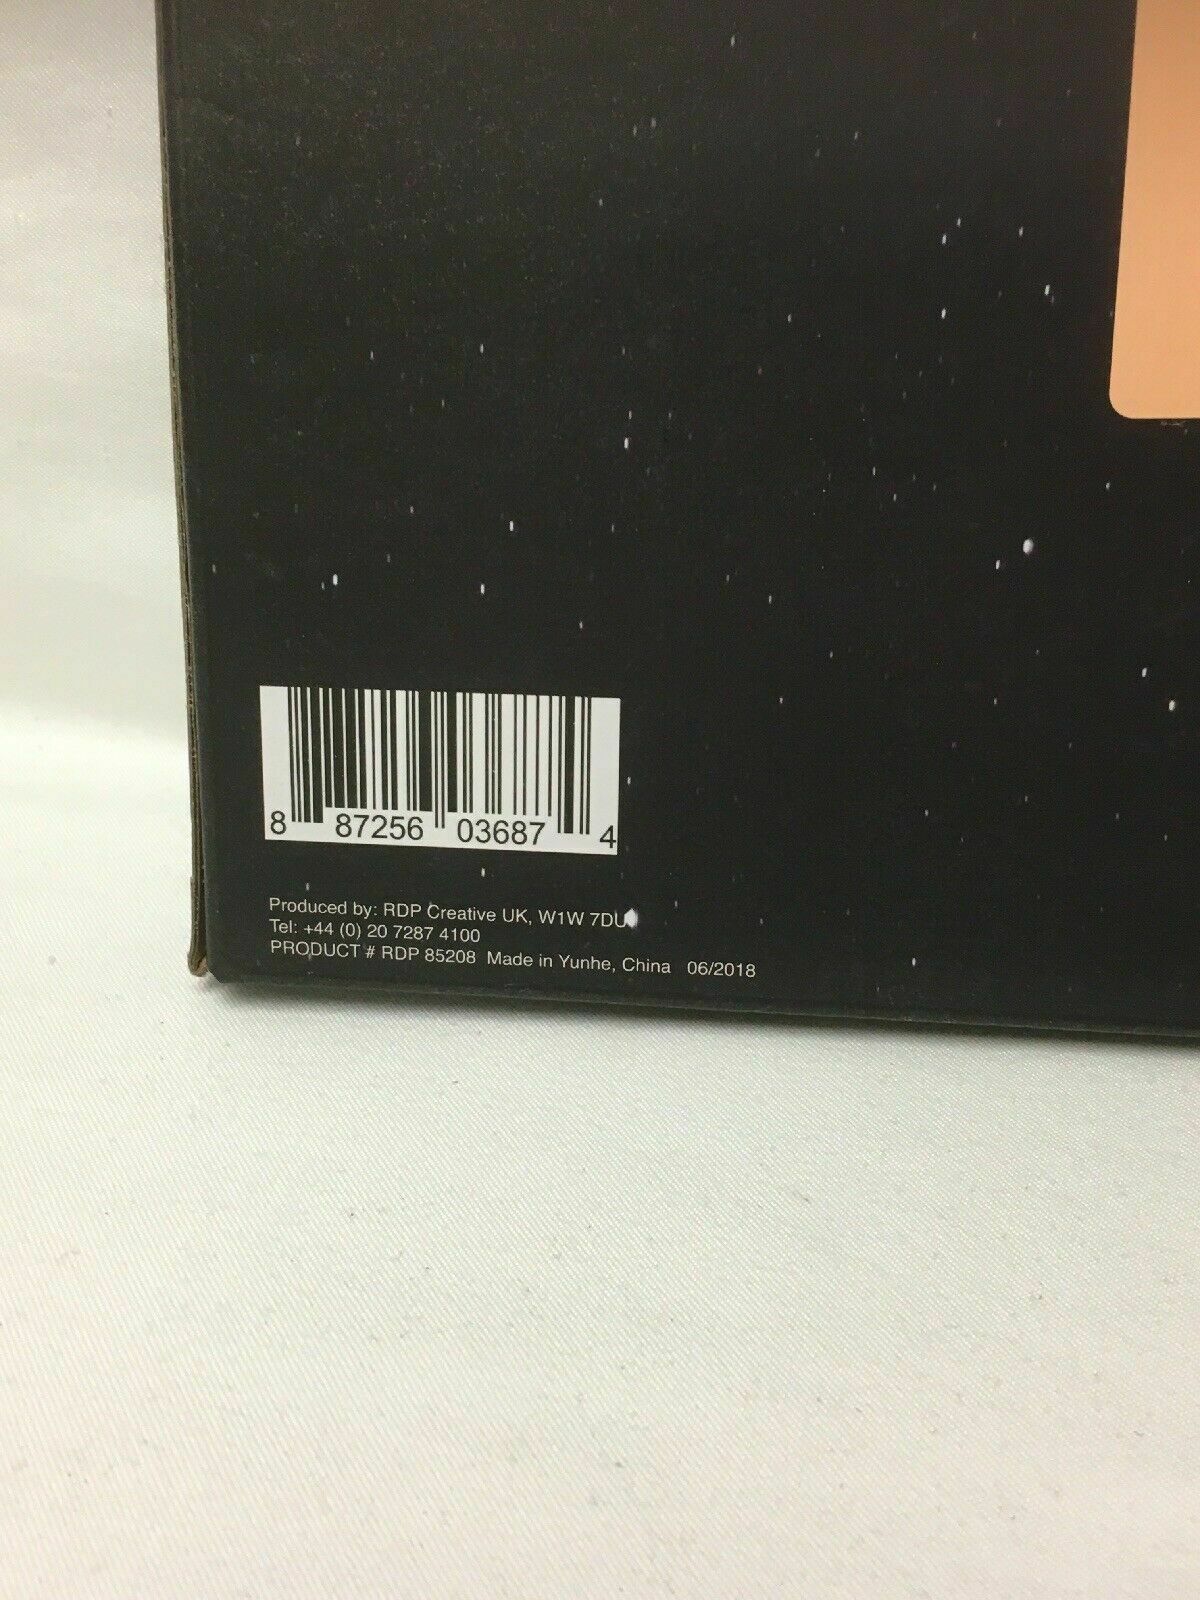 8 87256 03687 4
Produced by: RDP Creative UK, W1W 7DU
Tel: +44 (0) 20 7287 4100
PRODUCT # RDP 85208 Made in Yunhe, China 06/2018